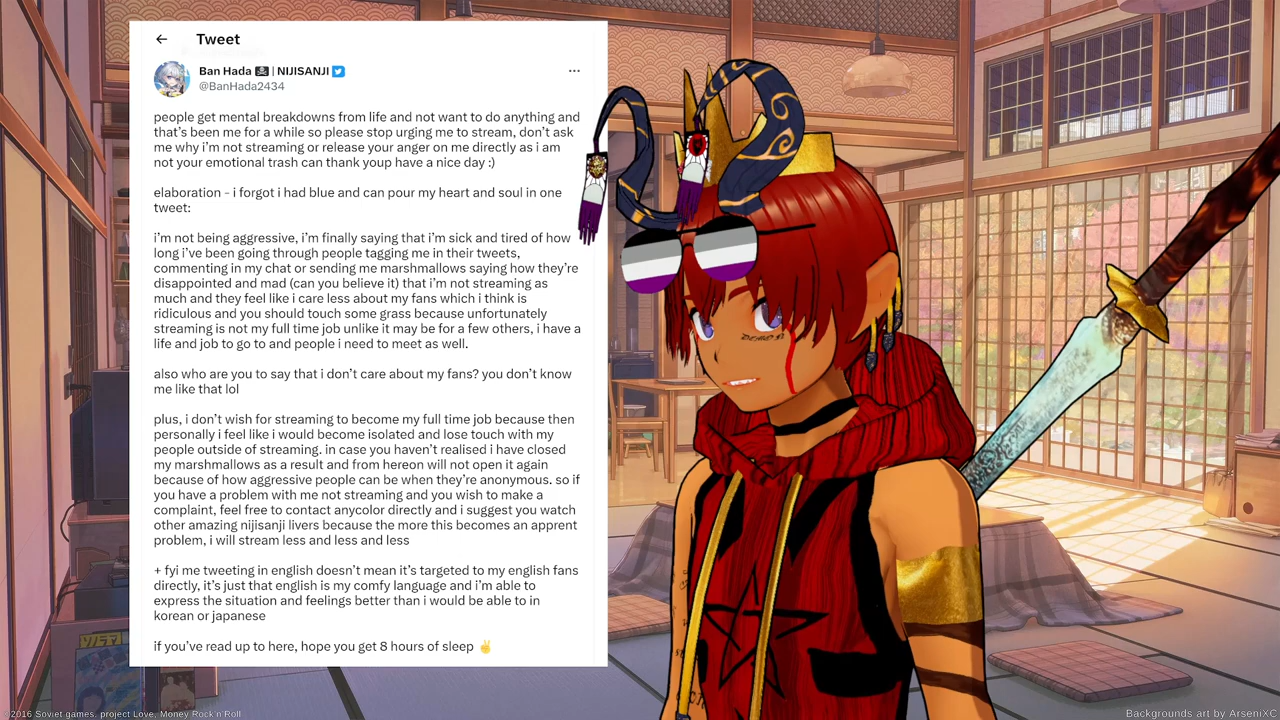 Tweet
Ban Hada 🏴‍☠️ | NIJISANJI
@BanHada2434
people get mental breakdowns from life and not want to do anything and
that's been me for a while so please stop urging me to stream, don't ask
me why i'm not streaming or release your anger on me directly as i am
not your emotional trash can thank youp have a nice day :)
elaboration - i forgot i had blue and can pour my heart and soul in one
tweet:
i'm not being aggressive, i'm finally saying that i'm sick and tired of how
long i've been going through people tagging me in their tweets,
commenting in my chat or sending me marshmallows saying how they're
disappointed and mad (can you believe it) that i'm not streaming as
much and they feel like i care less about my fans which i think is
ridiculous and you should touch some grass because unfortunately
streaming is not my full time job unlike it may be for a few others, i have a
life and job to go to and people i need to meet as well.
also who are you to say that i don't care about my fans? you don't know
me like that lol
plus, i don't wish for streaming to become my full time job because then
personally i feel like i would become isolated and lose touch with my
people outside of streaming. in case you haven't realised i have closed
my marshmallows as a result and from hereon will not open it again
because of how aggressive people can be when they're anonymous. so if
you have a problem with me not streaming and you wish to make a
complaint, feel free to contact anycolor directly and i suggest you watch
other amazing nijisanji livers because the more this becomes an apprent
problem, i will stream less and less and less
+ fyi me tweeting in english doesn't mean it's targeted to my english fans
directly, it's just that english is my comfy language and i'm able to
express the situation and feelings better than i would be able to in
korean or japanese
if you've read up to here, hope you get 8 hours of sleep ✌️
©2016 Soviet games. project Love, Money Rock'n'Roll
Backgrounds art by ArseniXC